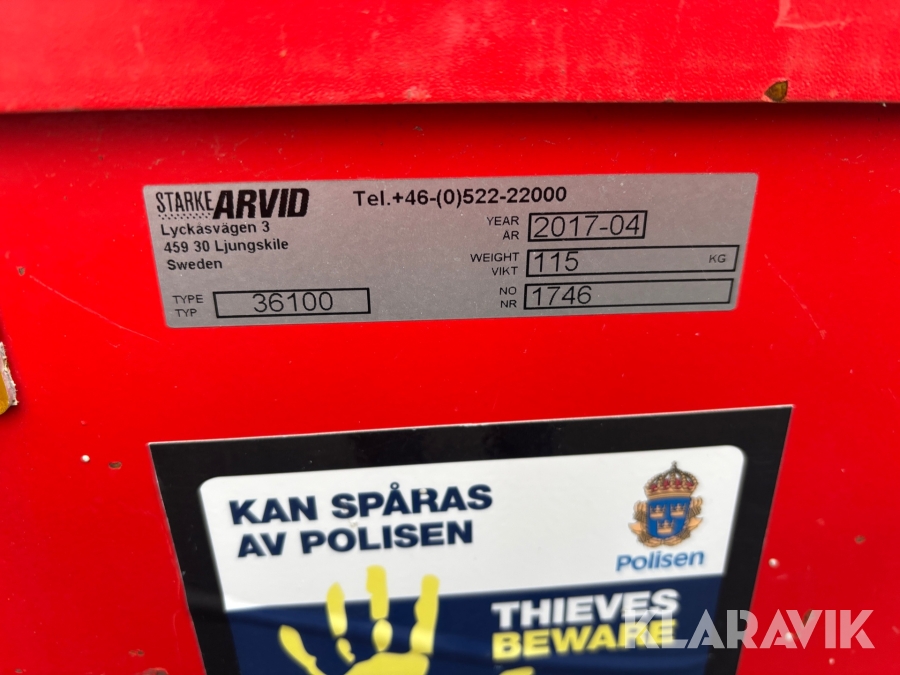 STARKE ARVID
Tel.+46-(0)522-22000
Lyckåsvägen 3
459 30 Ljungskile
Sweden
YEAR
ÅR
2017-04
WEIGHT
VIKT
115 KG
TYPE
TYP
36100
NO
NR
1746
KAN SPÅRAS
AV POLISEN
Polisen
THIEVES
BEWARE
KLARAVIK